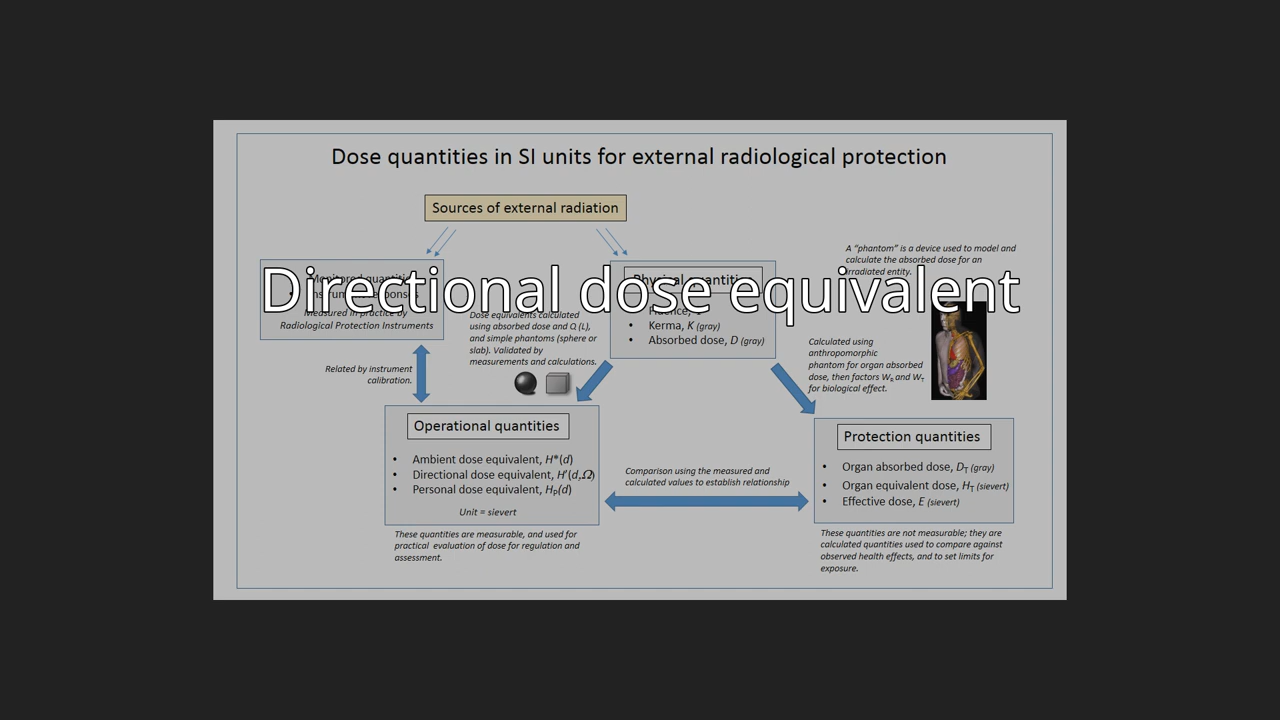 Dose quantities in SI units for external radiological protection
Sources of external radiation
A “phantom” is a device used to model and
calculate the absorbed dose for an
irradiated entity.
Directional dose equivalent
Measured in practice by
Radiological Protection Instruments
Dose equivalents calculated
using absorbed dose and Q (L),
and simple phantoms (sphere or
slab). Validated by
measurements and calculations.
Physical quantities
• Kerma, K (gray)
• Absorbed dose, D (gray)
Calculated using
anthropomorphic
phantom for organ absorbed
dose, then factors WR and WT
for biological effect.
Related by instrument
calibration.
Operational quantities
• Ambient dose equivalent, H*(d)
• Directional dose equivalent, H’(d,Ω)
• Personal dose equivalent, HP(d)
Unit = sievert
These quantities are measurable, and used for
practical evaluation of dose for regulation and
assessment.
Comparison using the measured and
calculated values to establish relationship
Protection quantities
• Organ absorbed dose, DT (gray)
• Organ equivalent dose, HT (sievert)
• Effective dose, E (sievert)
These quantities are not measurable; they are
calculated quantities used to compare against
observed health effects, and to set limits for
exposure.